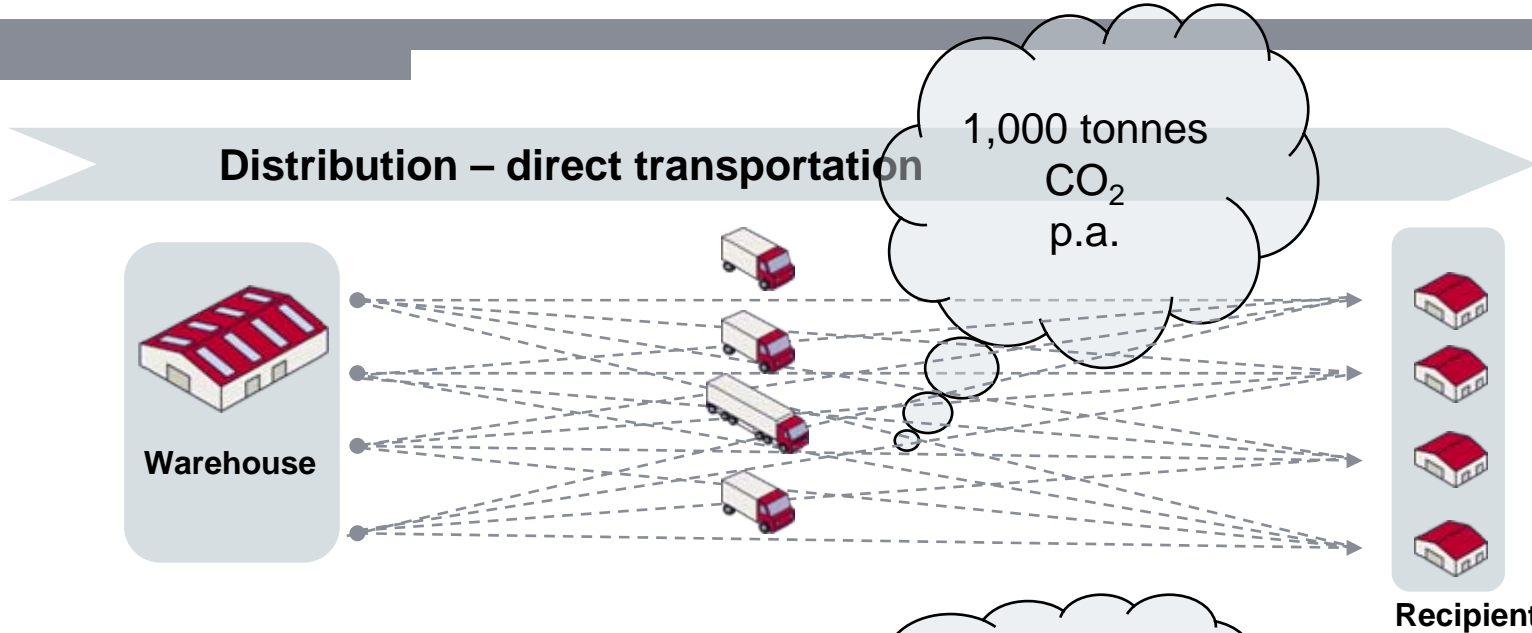 1,000 tonnes
CO₂
p.a.
Distribution – direct transportation
Warehouse
Recipient